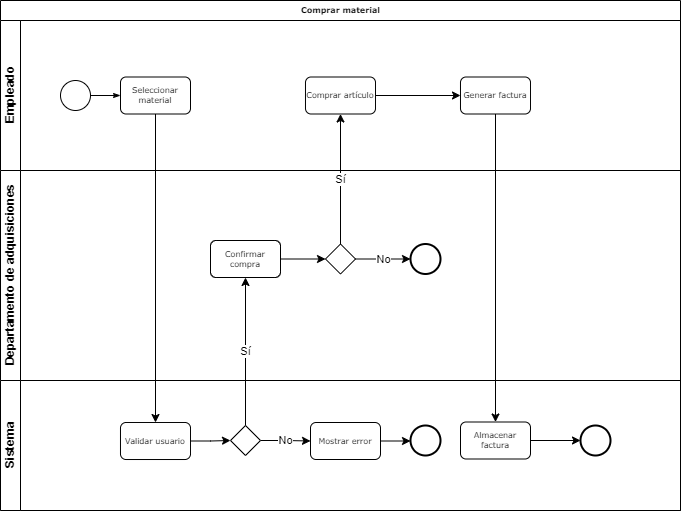 Comprar material
Empleado
Seleccionar
material
Comprar artículo
Generar factura
Departamento de adquisiciones
Sí
Confirmar
compra
No
Sí
Sistema
Validar usuario
No
Mostrar error
Almacenar
factura